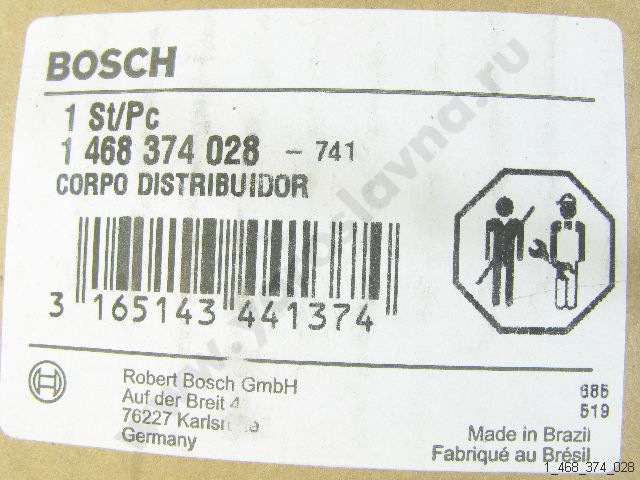 BOSCH
1 St/Pc
1 468 374 028 - 741
CORPO DISTRIBUIDOR
3 165143 441374
Robert Bosch GmbH
Auf der Breit 4
76227
Germany
685
519
Made in Brazil
Fabriqué au Brésil
1_468_374_028